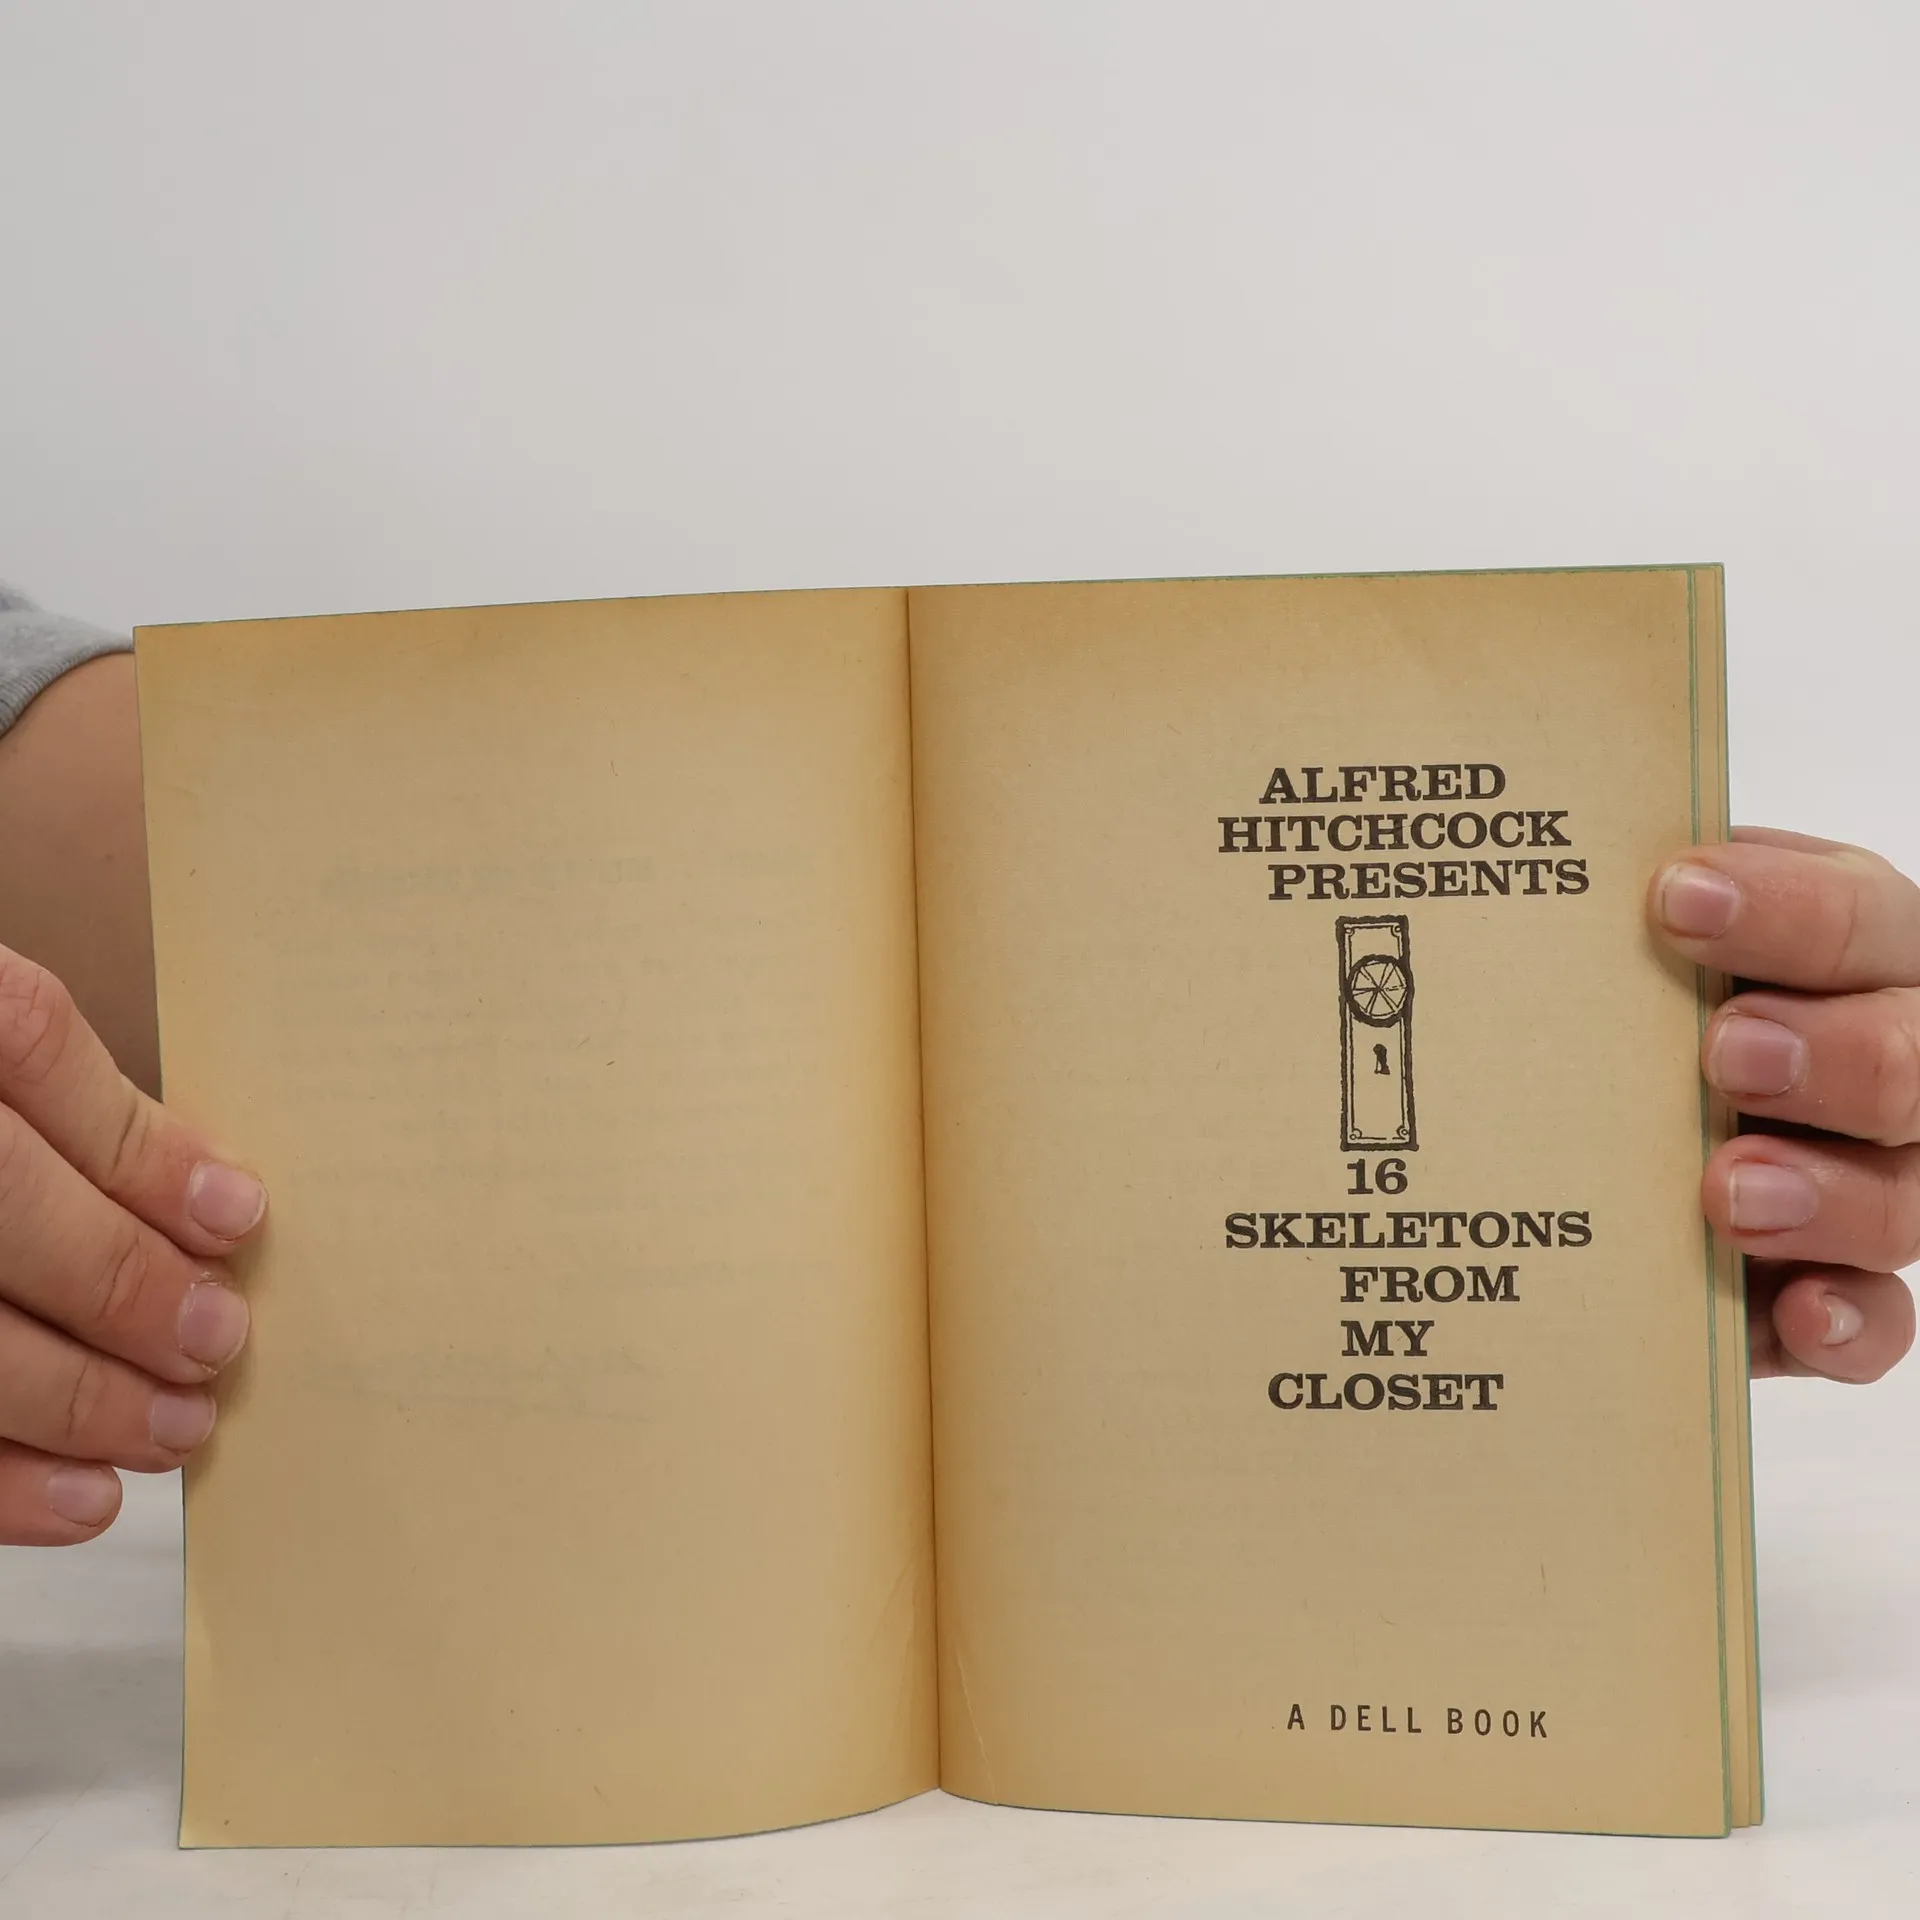 ALFRED
HITCHCOCK
PRESENTS
16
SKELETONS
FROM
MY
CLOSET
A DELL BOOK